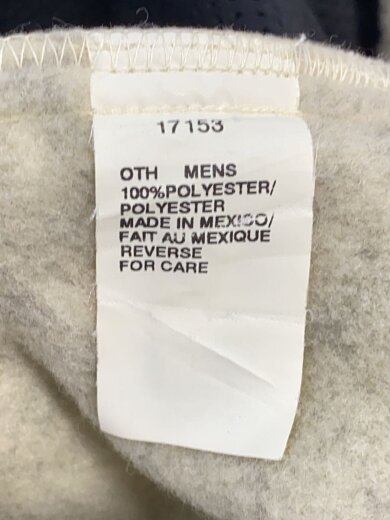 17153
OTH MENS
100%POLYESTER/
POLYESTER
MADE IN MEXICO/
FAIT AU MEXIQUE
REVERSE
FOR CARE